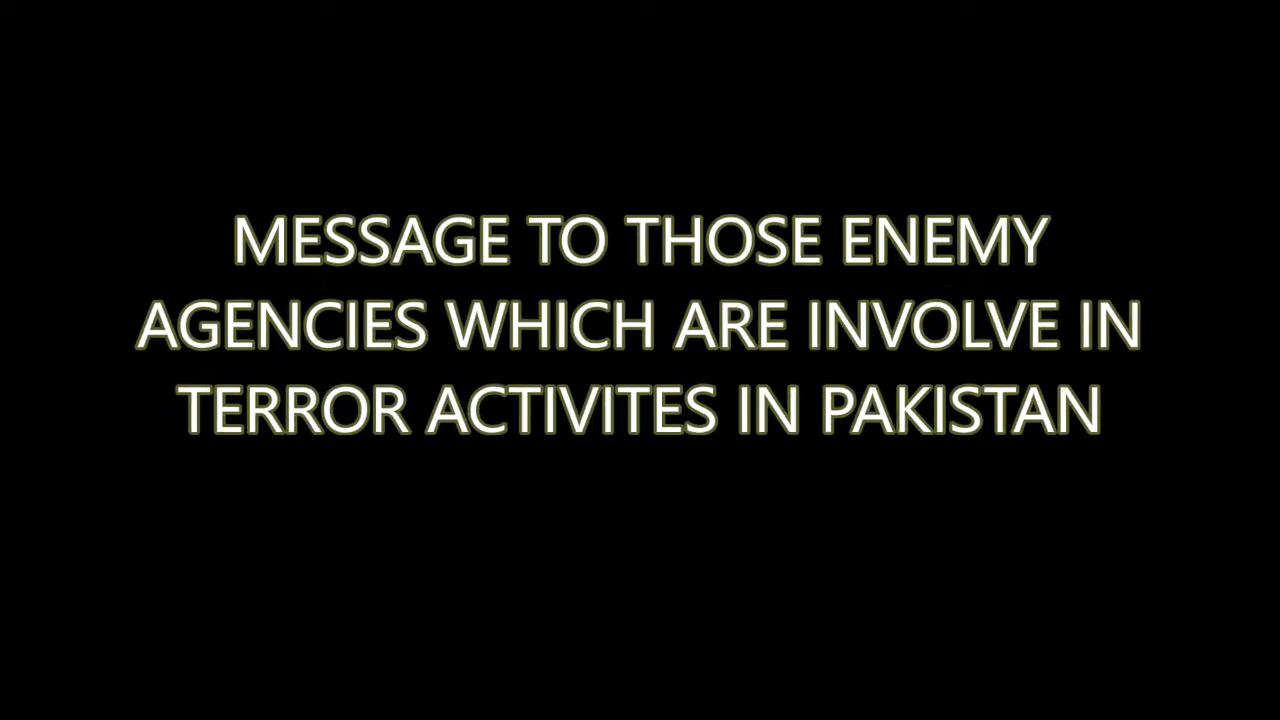 MESSAGE TO THOSE ENEMY
AGENCIES WHICH ARE INVOLVE IN
TERROR ACTIVITES IN PAKISTAN